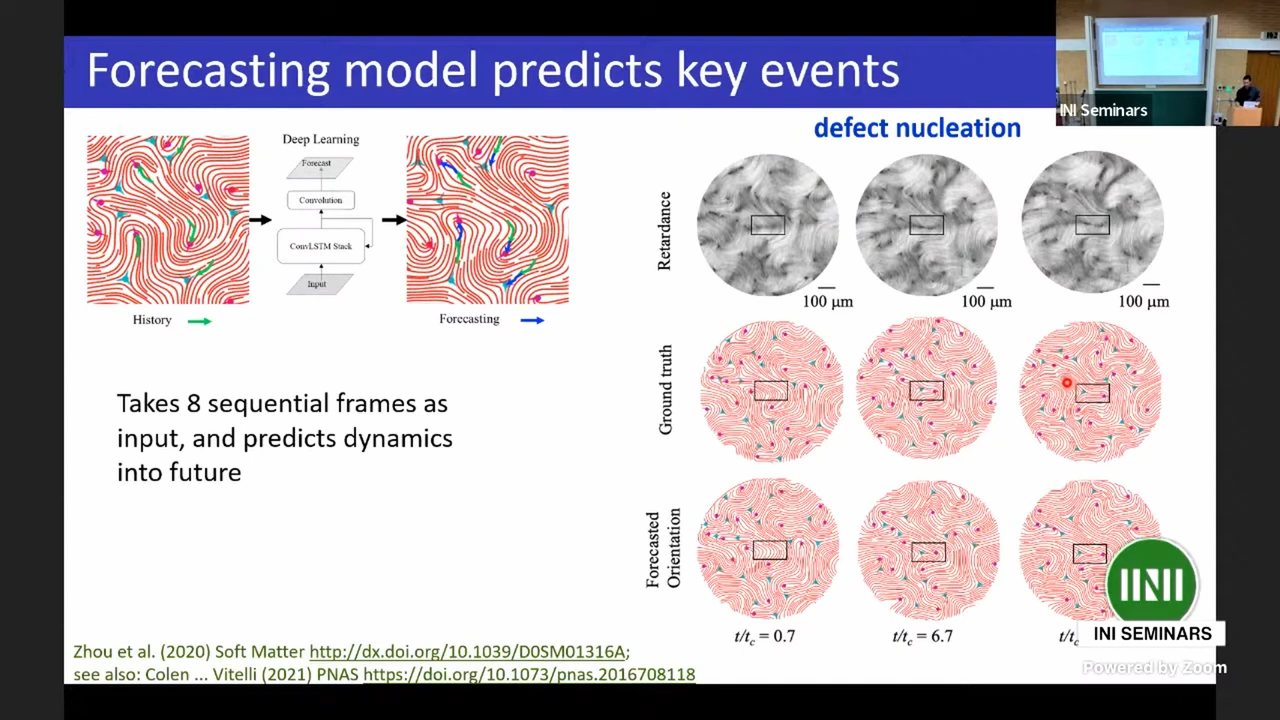 Forecasting model predicts key events
INI Seminars
defect nucleation
Deep Learning
Forecast
Convolution
ConvLSTM Stack
Input
History
Forecasting
Takes 8 sequential frames as
input, and predicts dynamics
into future
Retardance
100 μm
100 μm
100 μm
Ground truth
Forecasted
Orientation
t/tc = 0.7
t/tc = 6.7
t/tc
INI
INI SEMINARS
Powered by Zoom
Zhou et al. (2020) Soft Matter http://dx.doi.org/10.1039/D0SM01316A;
see also: Colen ... Vitelli (2021) PNAS https://doi.org/10.1073/pnas.2016708118